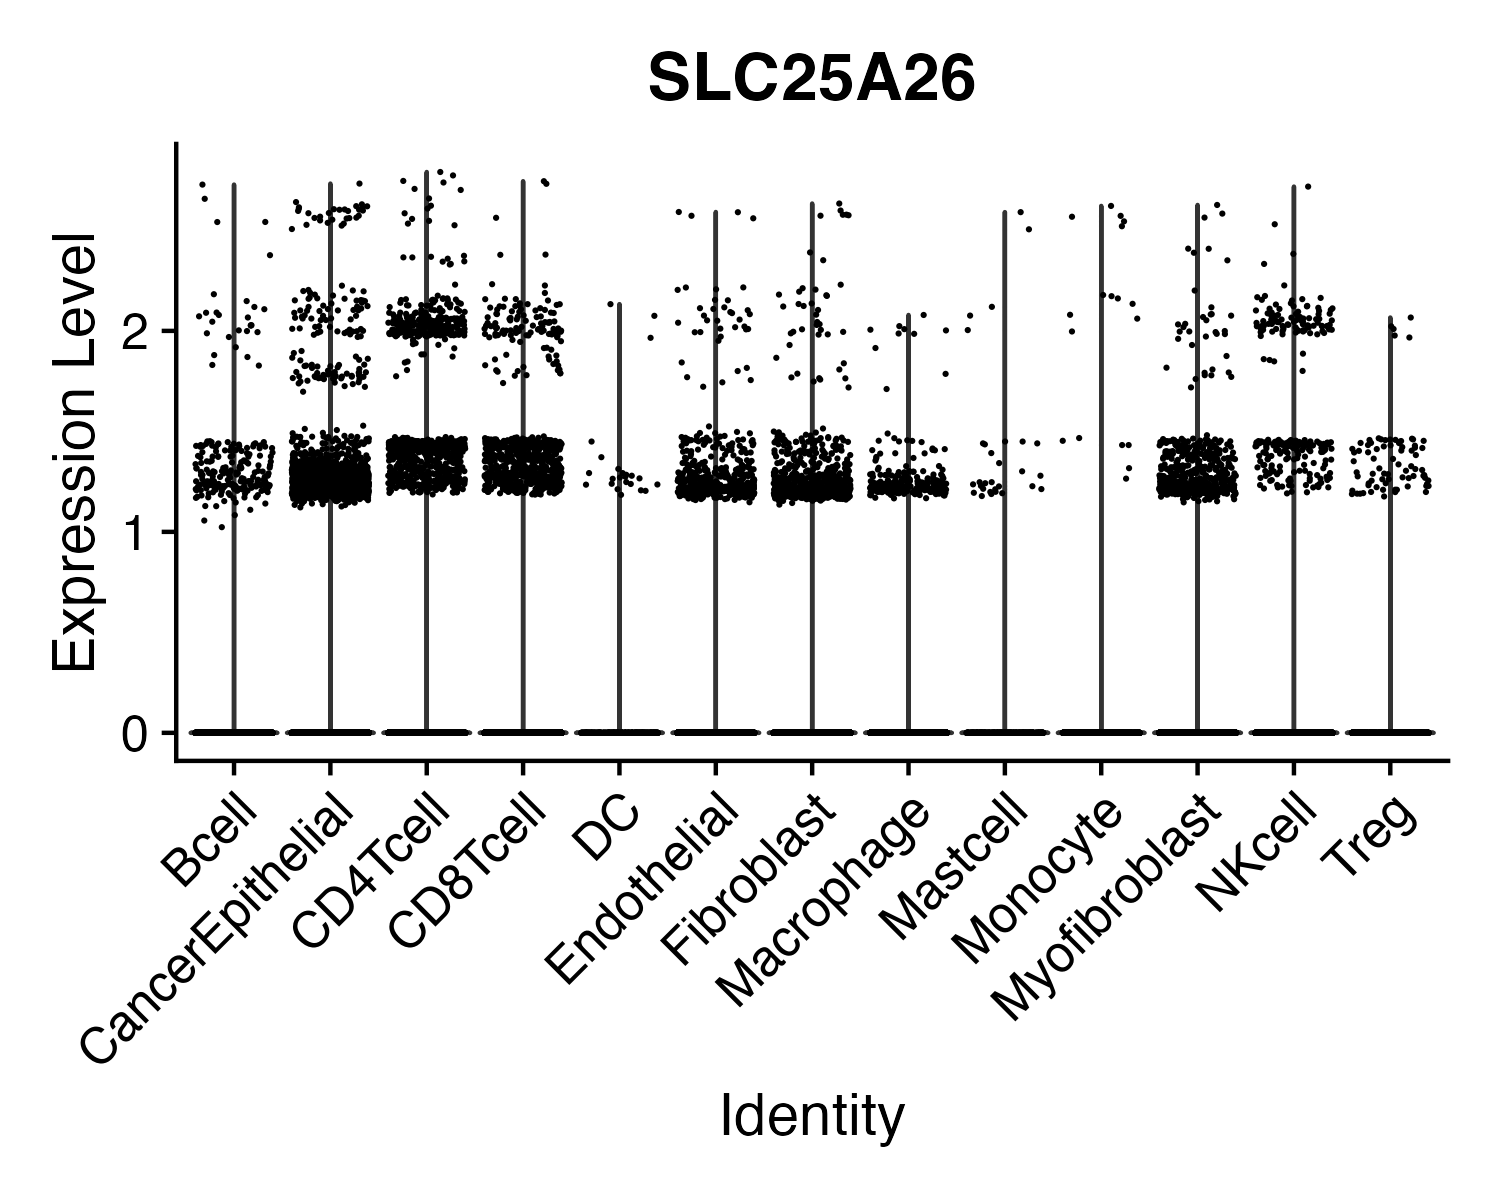 SLC25A26
Expression Level
2
1
0
Bcell
CancerEpithelial
CD4Tcell
CD8Tcell
DC
Endothelial
Fibroblast
Macrophage
Mastcell
Monocyte
Myofibroblast
NKcell
Treg
Identity